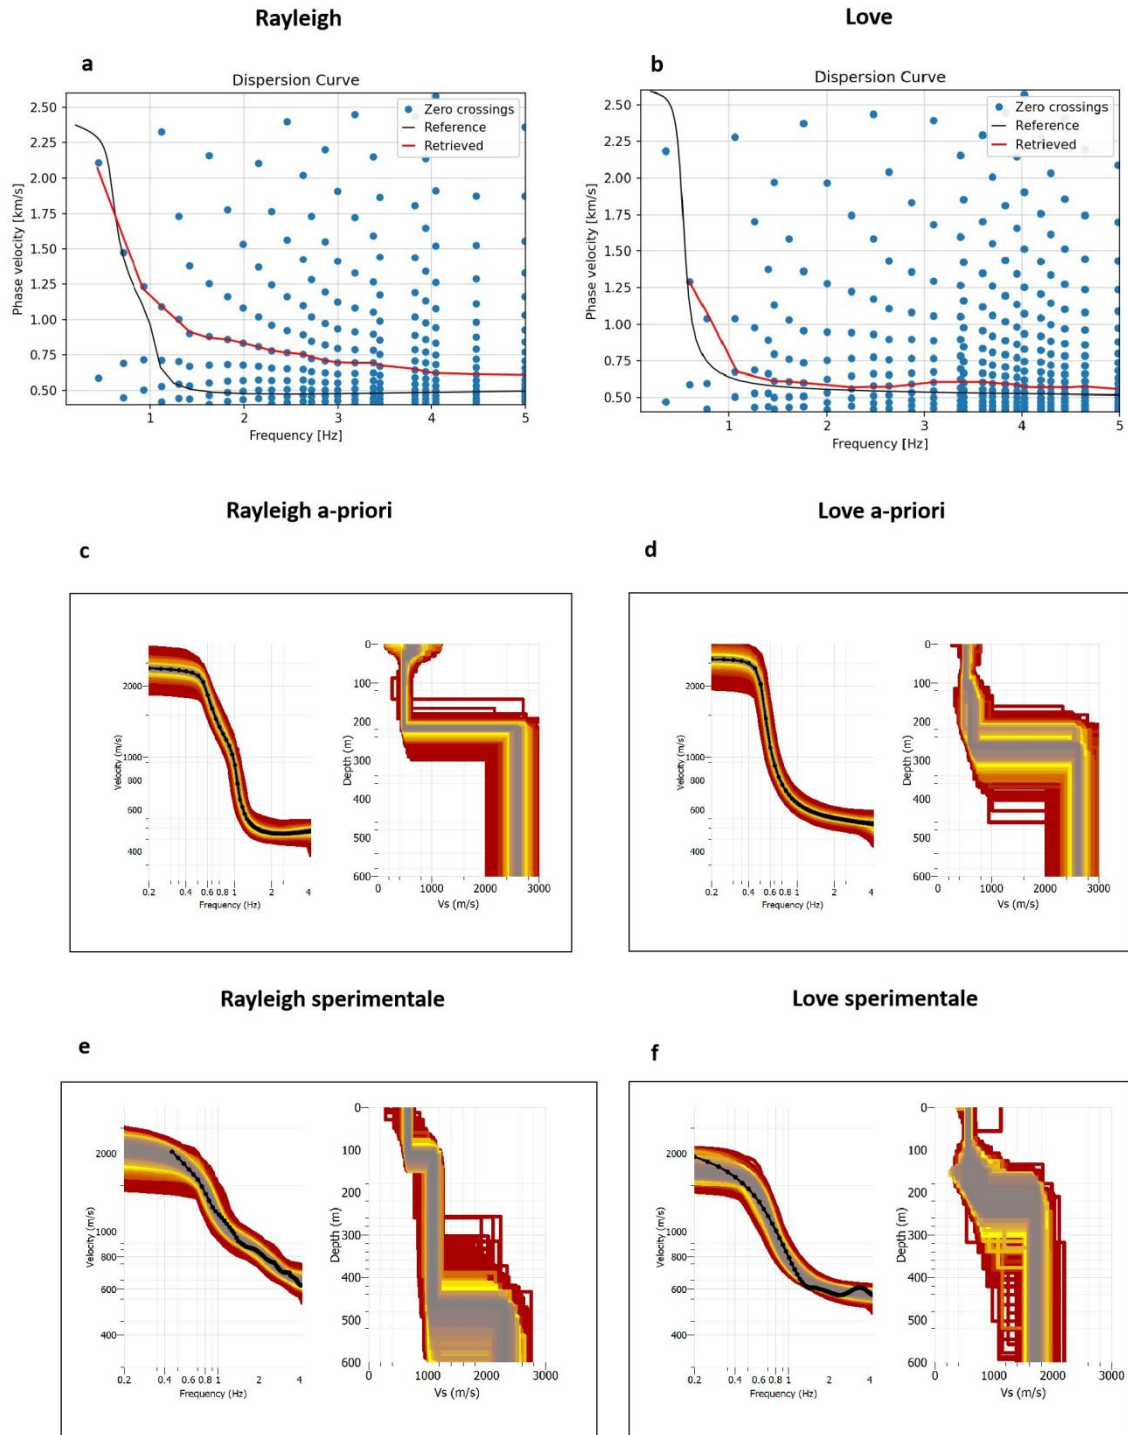 Rayleigh
Love
a
Dispersion Curve
Zero crossings
Reference
Retrieved
2.50
2.25
2.00
1.75
1.50
1.25
1.00
0.75
0.50
Phase velocity [km/s]
1 2 3 4 5
Frequency [Hz]
b
Dispersion Curve
Zero crossings
Reference
Retrieved
2.50
2.25
2.00
1.75
1.50
1.25
1.00
0.75
0.50
Phase velocity [km/s]
1 2 3 4 5
Frequency [Hz]
Rayleigh a-priori
Love a-priori
c
2000
1000
800
600
400
Velocity (m/s)
0.2 0.4 0.6 0.8 1 2 4
Frequency (Hz)
0
100
200
300
400
500
600
Depth (m)
0 1000 2000 3000
Vs (m/s)
d
2000
1000
800
600
400
Velocity (m/s)
0.2 0.4 0.6 0.8 1 2 4
Frequency (Hz)
0
100
200
300
400
500
600
Depth (m)
0 1000 2000 3000
Vs (m/s)
Rayleigh sperimentale
Love sperimentale
e
2000
1000
800
600
400
Velocity (m/s)
0.2 0.4 0.6 0.8 1 2 4
Frequency (Hz)
0
100
200
300
400
500
600
Depth (m)
0 1000 2000 3000
Vs (m/s)
f
2000
1000
800
600
400
Velocity (m/s)
0.2 0.4 0.6 0.8 1 2 4
Frequency (Hz)
0
100
200
300
400
500
600
Depth (m)
0 1000 2000 3000
Vs (m/s)